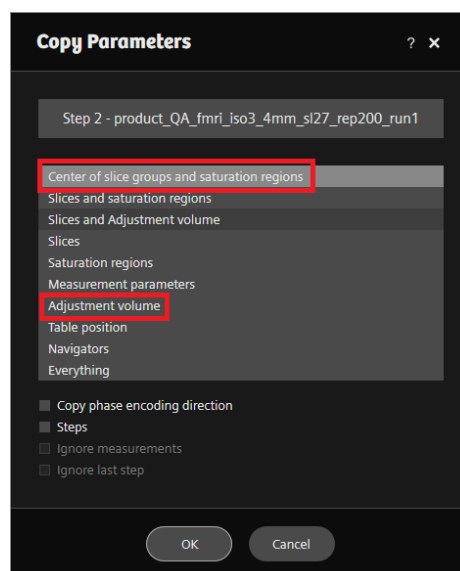 Copy Parameters ? ×
Step 2 - product_QA_fmri_iso3_4mm_sl27_rep200_run1
Center of slice groups and saturation regions
Slices and saturation regions
Slices and Adjustment volume
Slices
Saturation regions
Measurement parameters
Adjustment volume
Table position
Navigators
Everything
Copy phase encoding direction
Steps
Ignore measurements
Ignore last step
OK Cancel